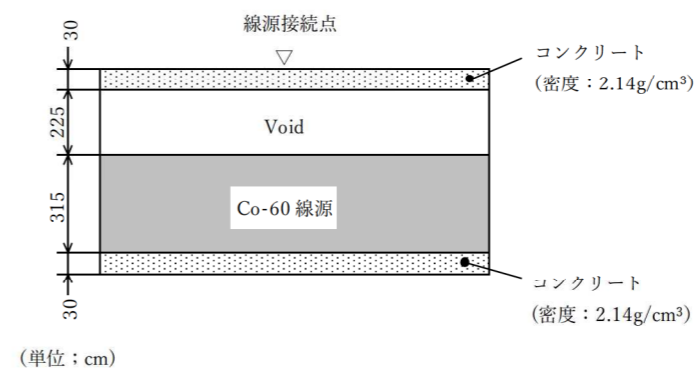 線源接続点
30
コンクリート
(密度：2.14g/cm³)
225
Void
315
Co-60 線源
コンクリート
(密度：2.14g/cm³)
30
(単位；cm)